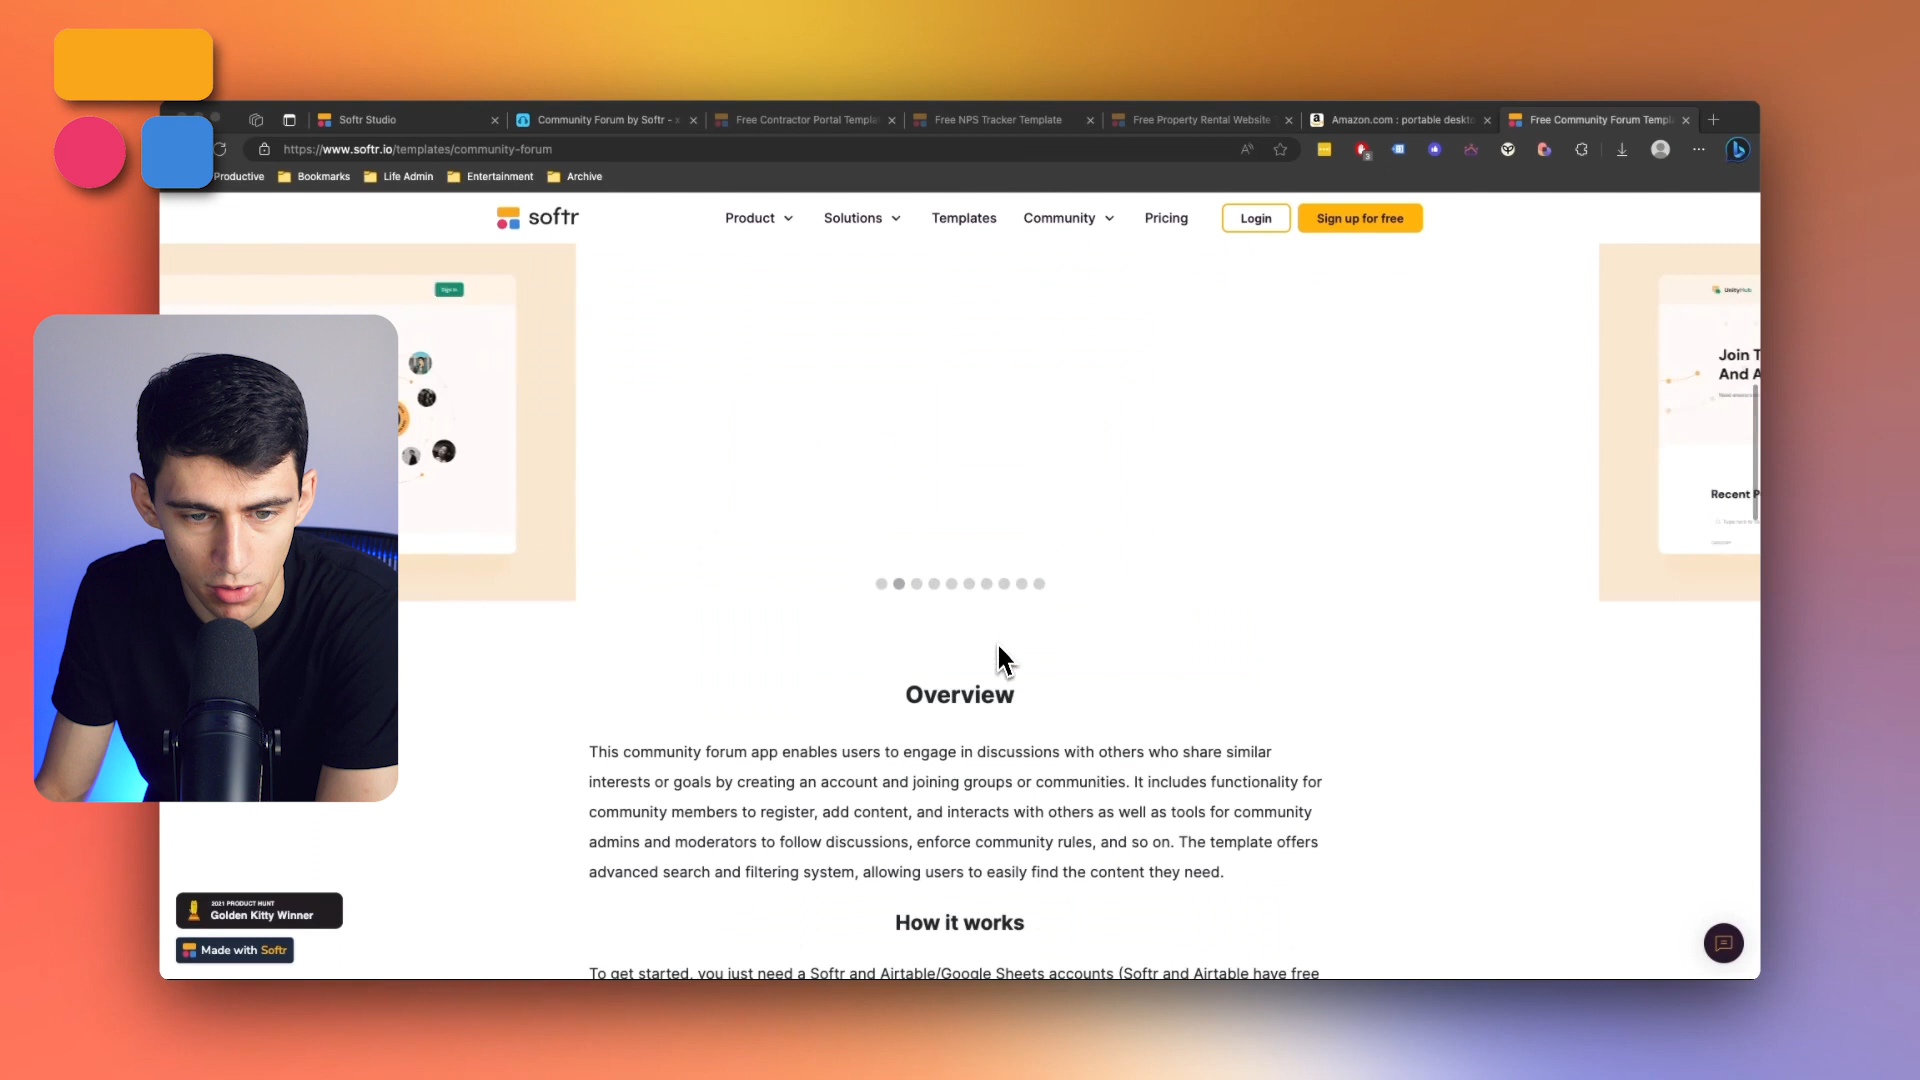 Softr Studio
Community Forum by Softr -
Free Contractor Portal Templat
Free NPS Tracker Template
Free Property Rental Website
Amazon.com : portable deskto
Free Community Forum Templ
https://www.softr.io/templates/community-forum
3
Productive
Bookmarks
Life Admin
Entertainment
Archive
softr
Product
Solutions
Templates
Community
Pricing
Login
Sign up for free
Sign in
UnityHub
Join T
And A
Recent P
Overview
This community forum app enables users to engage in discussions with others who share similar
interests or goals by creating an account and joining groups or communities. It includes functionality for
community members to register, add content, and interacts with others as well as tools for community
admins and moderators to follow discussions, enforce community rules, and so on. The template offers
advanced search and filtering system, allowing users to easily find the content they need.
How it works
To get started, you just need a Softr and Airtable/Google Sheets accounts (Softr and Airtable have free
2021 PRODUCT HUNT
Golden Kitty Winner
Made with Softr